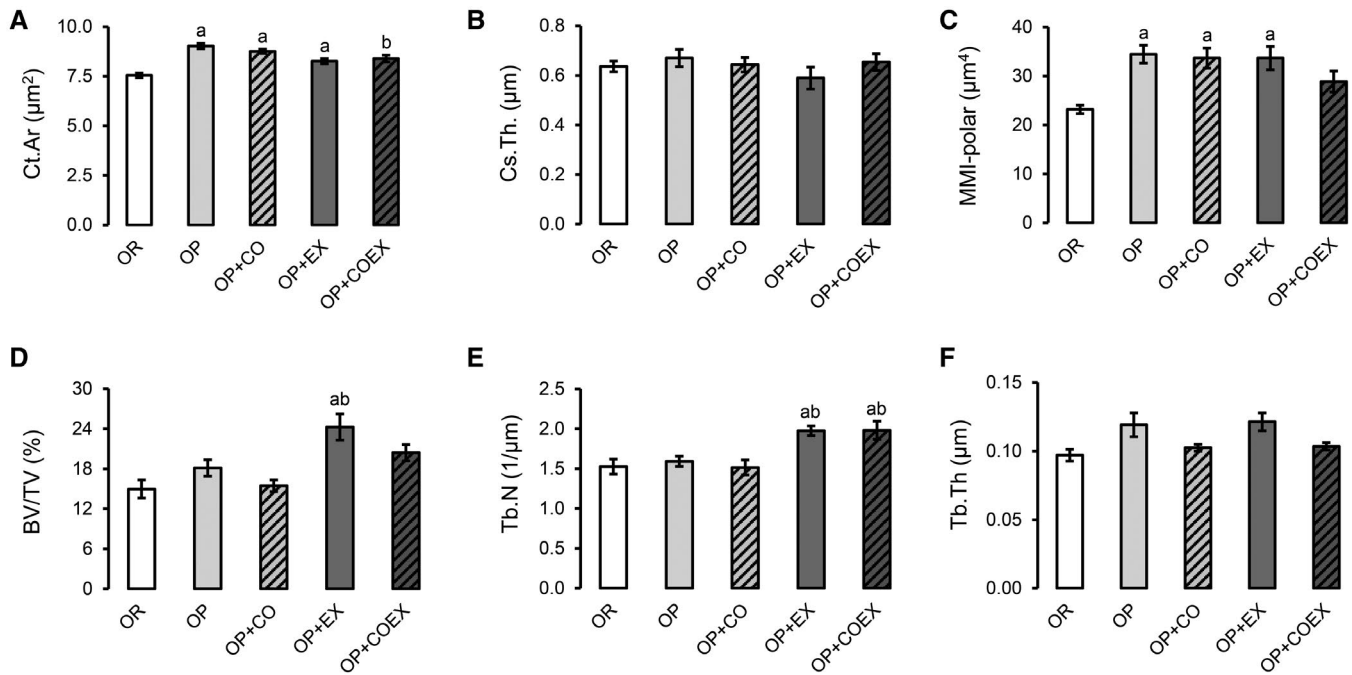 A
Ct.Ar (µm²)
10.0
7.5
5.0
2.5
0.0
a
a
a
b
OR
OP
OP+CO
OP+EX
OP+COEX
B
Cs.Th. (µm)
0.8
0.6
0.4
0.2
0.0
OR
OP
OP+CO
OP+EX
OP+COEX
C
MMI-polar (µm⁴)
40
30
20
10
0
a
a
a
OR
OP
OP+CO
OP+EX
OP+COEX
D
BV/TV (%)
30
24
18
12
6
0
ab
OR
OP
OP+CO
OP+EX
OP+COEX
E
Tb.N (1/µm)
2.5
2.0
1.5
1.0
0.5
0.0
ab
ab
OR
OP
OP+CO
OP+EX
OP+COEX
F
Tb.Th (µm)
0.15
0.10
0.05
0.00
OR
OP
OP+CO
OP+EX
OP+COEX